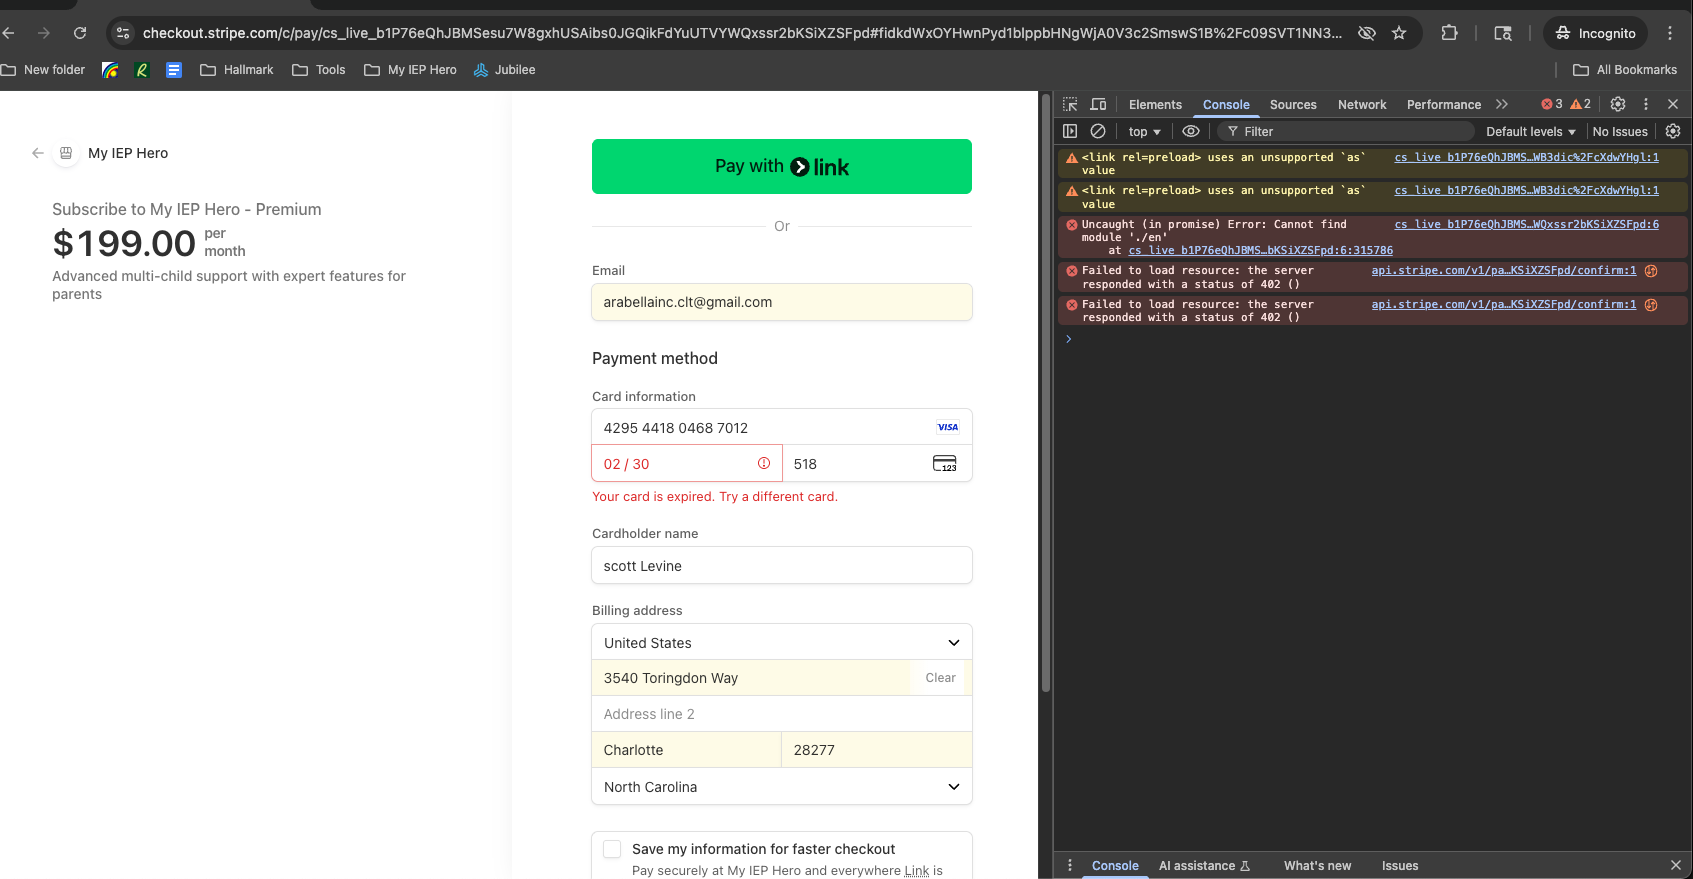 checkout.stripe.com/c/pay/cs_live_b1P76eQhJBMSesu7W8gxhUSAibs0JGQikFdYuUTVYWQxssr2bKSiXZSFpd#fidkdWxOYHwnPyd1blppbHNgWjA0V3c2SmswS1B%2Fc09SVT1NN3...
Incognito
New folder
Hallmark
Tools
My IEP Hero
Jubilee
All Bookmarks
My IEP Hero
Subscribe to My IEP Hero - Premium
$199.00 per month
Advanced multi-child support with expert features for
parents
Pay with link
Or
Email
arabellainc.clt@gmail.com
Payment method
Card information
4295 4418 0468 7012 VISA
02 / 30
518 123
Your card is expired. Try a different card.
Cardholder name
scott Levine
Billing address
United States
3540 Toringdon Way Clear
Address line 2
Charlotte 28277
North Carolina
Save my information for faster checkout
Pay securely at My IEP Hero and everywhere Link is
Elements Console Sources Network Performance 3 2
top Filter Default levels No Issues
<link rel=preload> uses an unsupported `as` cs_live_b1P76eQhJBMS…WB3dic%2FcXdwYHgl:1
value
<link rel=preload> uses an unsupported `as` cs_live_b1P76eQhJBMS…WB3dic%2FcXdwYHgl:1
value
Uncaught (in promise) Error: Cannot find cs_live_b1P76eQhJBMS…WQxssr2bKSiXZSFpd:6
module './en'
at cs_live_b1P76eQhJBMS…bKSiXZSFpd:6:315786
Failed to load resource: the server api.stripe.com/v1/pa…KSiXZSFpd/confirm:1
responded with a status of 402 ()
Failed to load resource: the server api.stripe.com/v1/pa…KSiXZSFpd/confirm:1
responded with a status of 402 ()
Console AI assistance What's new Issues